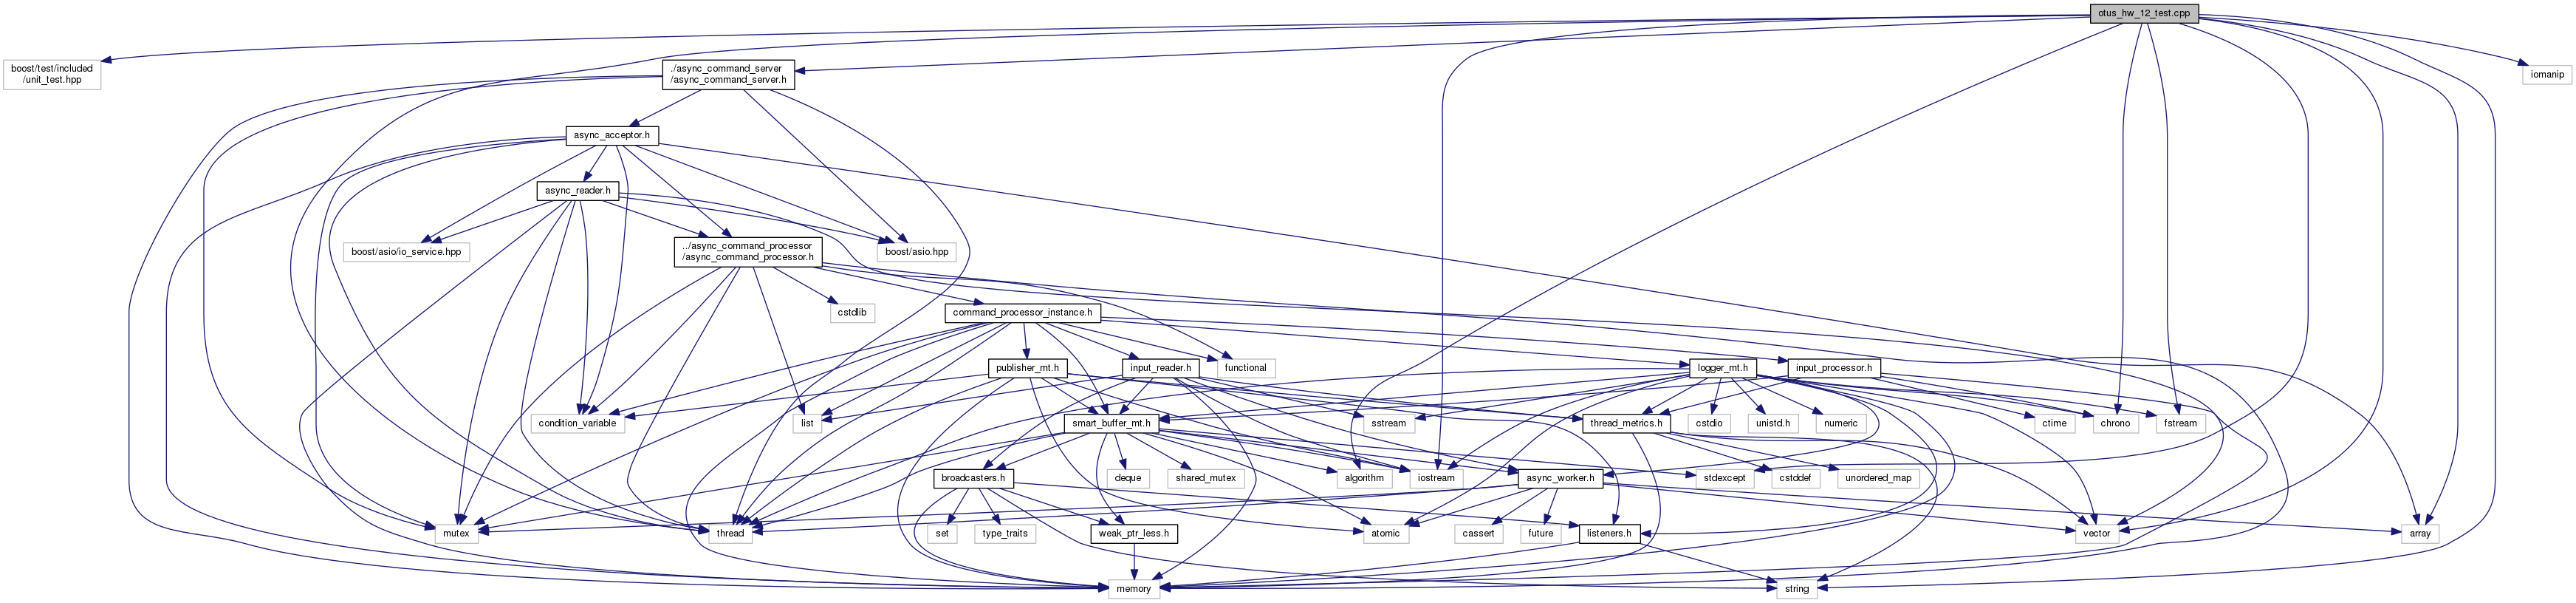 otus_hw_12_test.cpp
boost/test/included
/unit_test.hpp
./async_command_server
/async_command_server.h
iomanip
async_acceptor.h
async_reader.h
boost/asio/io_service.hpp
../async_command_processor
/async_command_processor.h
boost/asio.hpp
cstdlib
command_processor_instance.h
publisher_mt.h
input_reader.h
functional
logger_mt.h
input_processor.h
condition_variable
list
smart_buffer_mt.h
sstream
thread_metrics.h
cstdio
unistd.h
numeric
ctime
chrono
fstream
broadcasters.h
deque
shared_mutex
algorithm
iostream
async_worker.h
stdexcept
cstddef
unordered_map
mutex
thread
set
type_traits
weak_ptr_less.h
atomic
cassert
future
listeners.h
vector
array
memory
string